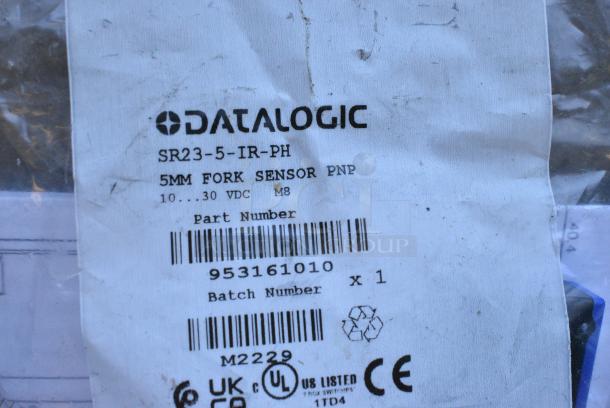 DATALOGIC
SR23-5-IR-PH
5MM FORK SENSOR PNP
10...30 VDC M8
Part Number
953161010
x 1
Batch Number
M2229
UK
CA
C UL US LISTED
CE
1TD4